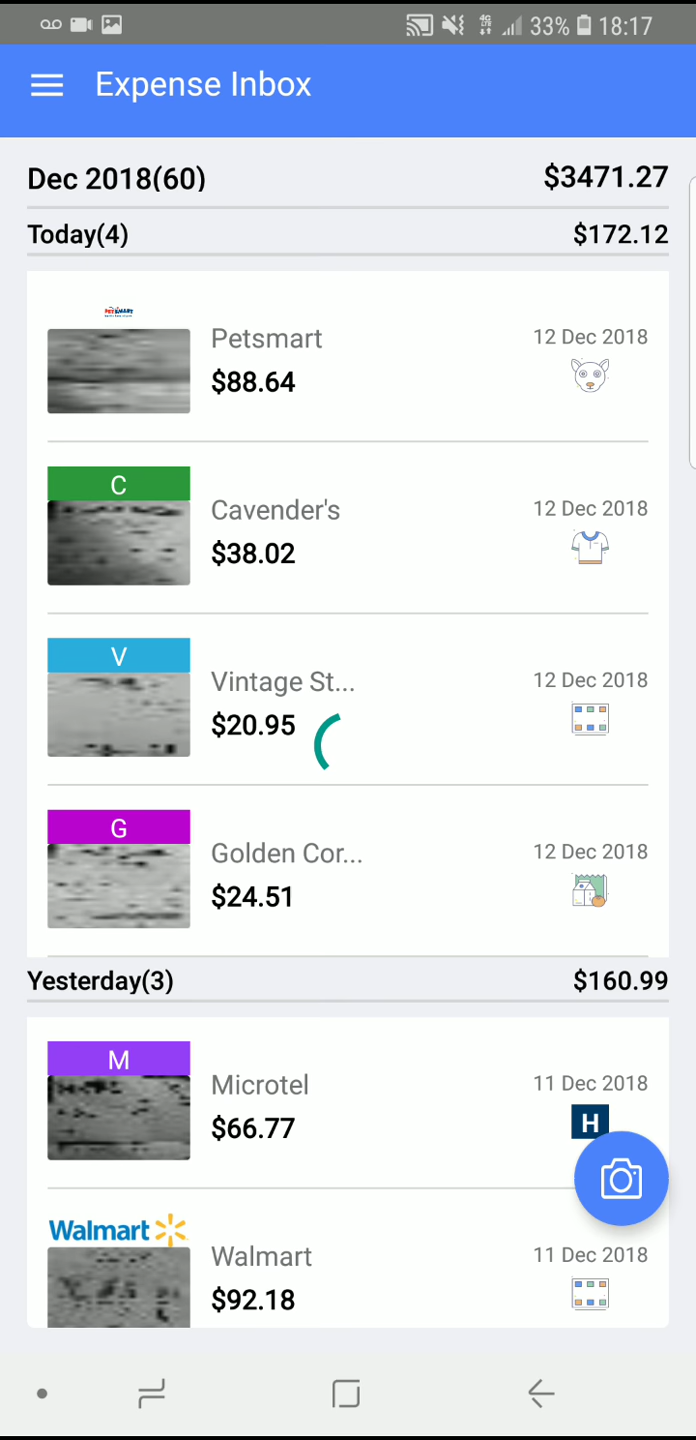 4G
33% 18:17
Expense Inbox
Dec 2018(60) $3471.27
Today(4) $172.12
PETSMART
Petsmart 12 Dec 2018
$88.64
C
Cavender's 12 Dec 2018
$38.02
V
Vintage St... 12 Dec 2018
$20.95
G
Golden Cor... 12 Dec 2018
$24.51
Yesterday(3) $160.99
M
Microtel 11 Dec 2018
$66.77 H
Walmart
Walmart 11 Dec 2018
$92.18